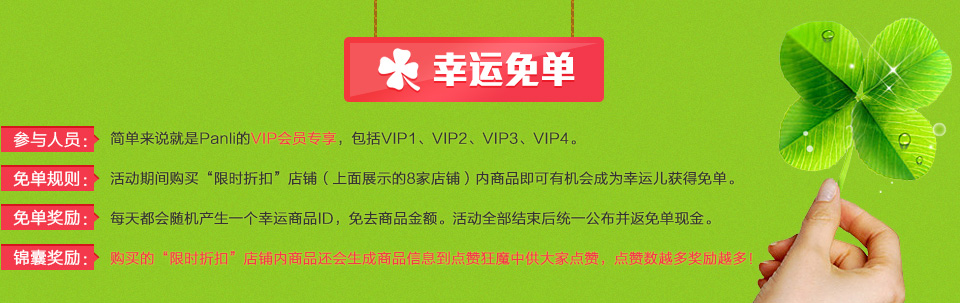 幸运免单
参与人员： 简单来说就是Panli的VIP会员专享，包括VIP1、VIP2、VIP3、VIP4。
免单规则： 活动期间购买“限时折扣”店铺（上面展示的8家店铺）内商品即可有机会成为幸运儿获得免单。
免单奖励： 每天都会随机产生一个幸运商品ID，免去商品金额。活动全部结束后统一公布并返免单现金。
锦囊奖励： 购买的“限时折扣”店铺内商品还会生成商品信息到点赞狂魔中供大家点赞，点赞数越多奖励越多！